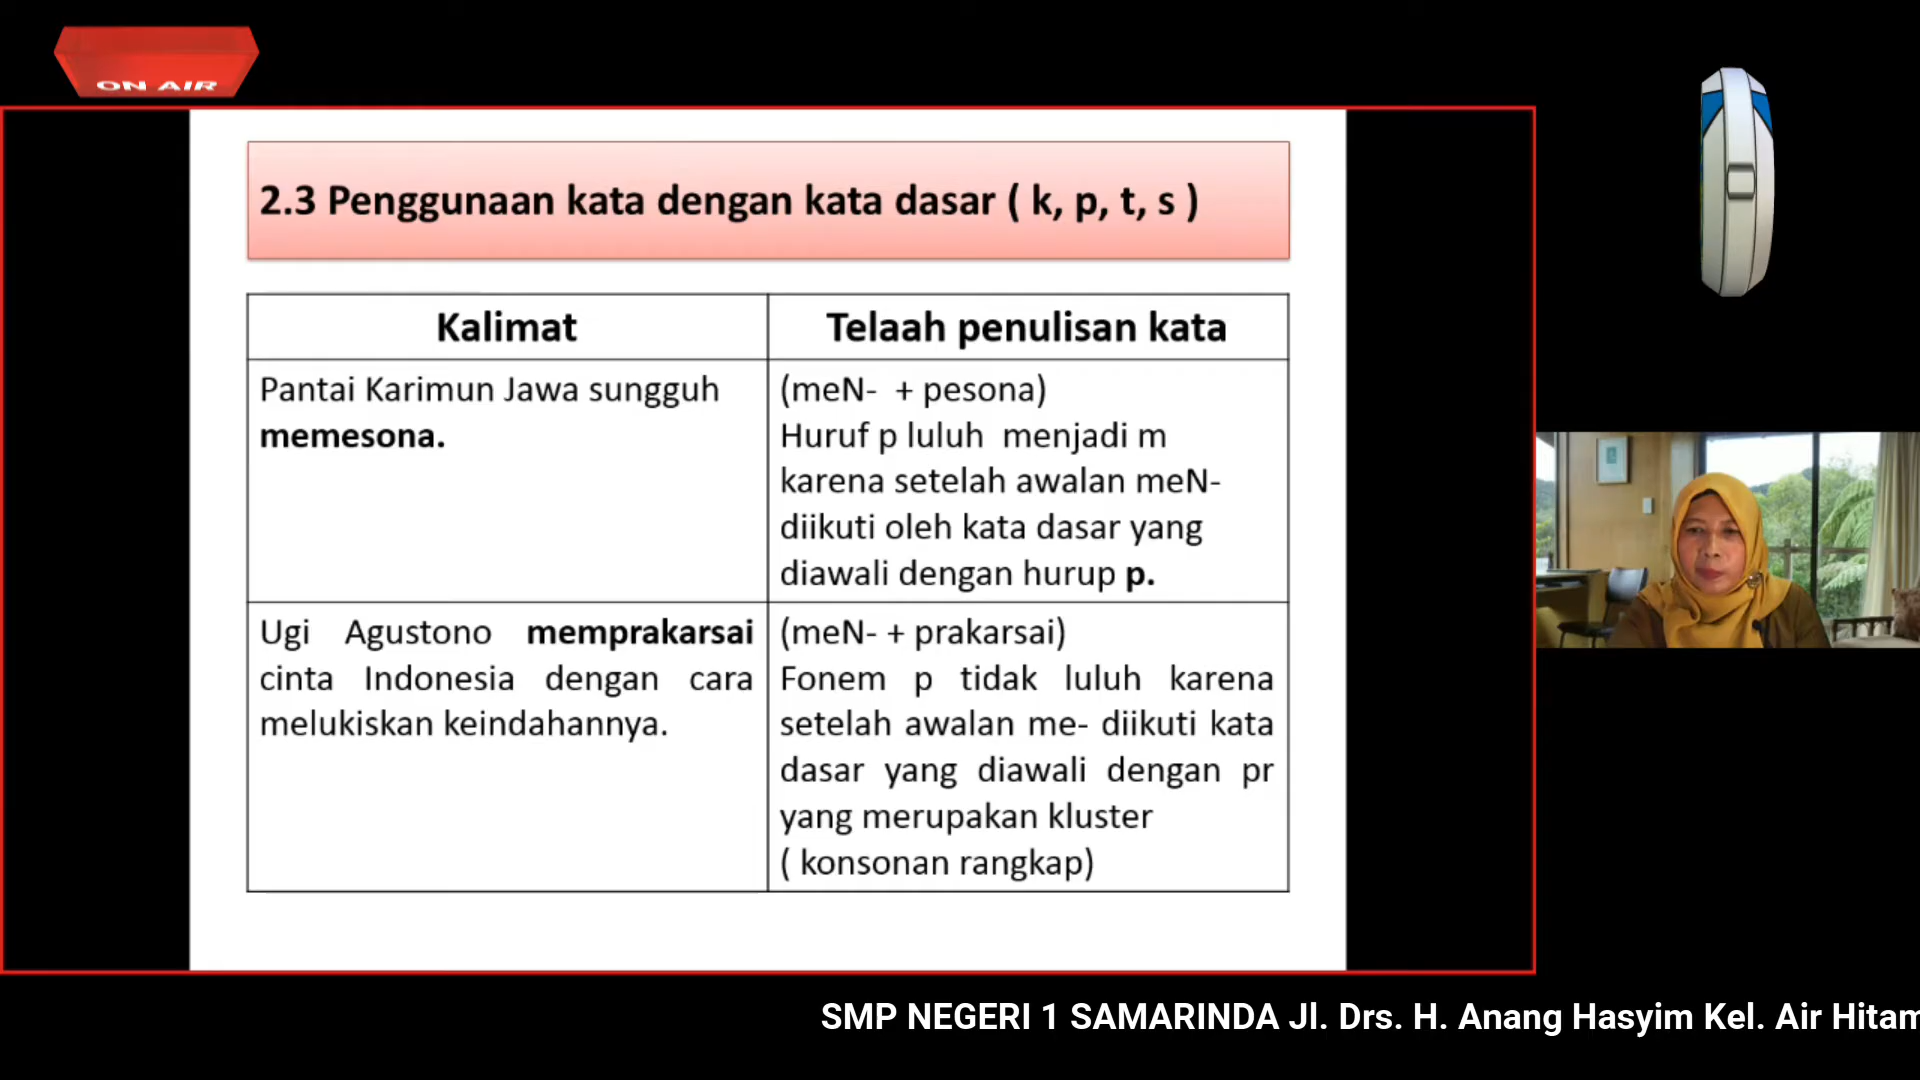 ON AIR
2.3 Penggunaan kata dengan kata dasar ( k, p, t, s )
Kalimat
Telaah penulisan kata
Pantai Karimun Jawa sungguh
memesona.
(meN-  + pesona)
Huruf p luluh  menjadi m
karena setelah awalan meN-
diikuti oleh kata dasar yang
diawali dengan hurup p.
Ugi Agustono memprakarsai
cinta Indonesia dengan cara
melukiskan keindahannya.
(meN- + prakarsai)
Fonem p tidak luluh karena
setelah awalan me- diikuti kata
dasar yang diawali dengan pr
yang merupakan kluster
( konsonan rangkap)
SMP NEGERI 1 SAMARINDA Jl. Drs. H. Anang Hasyim Kel. Air Hitam